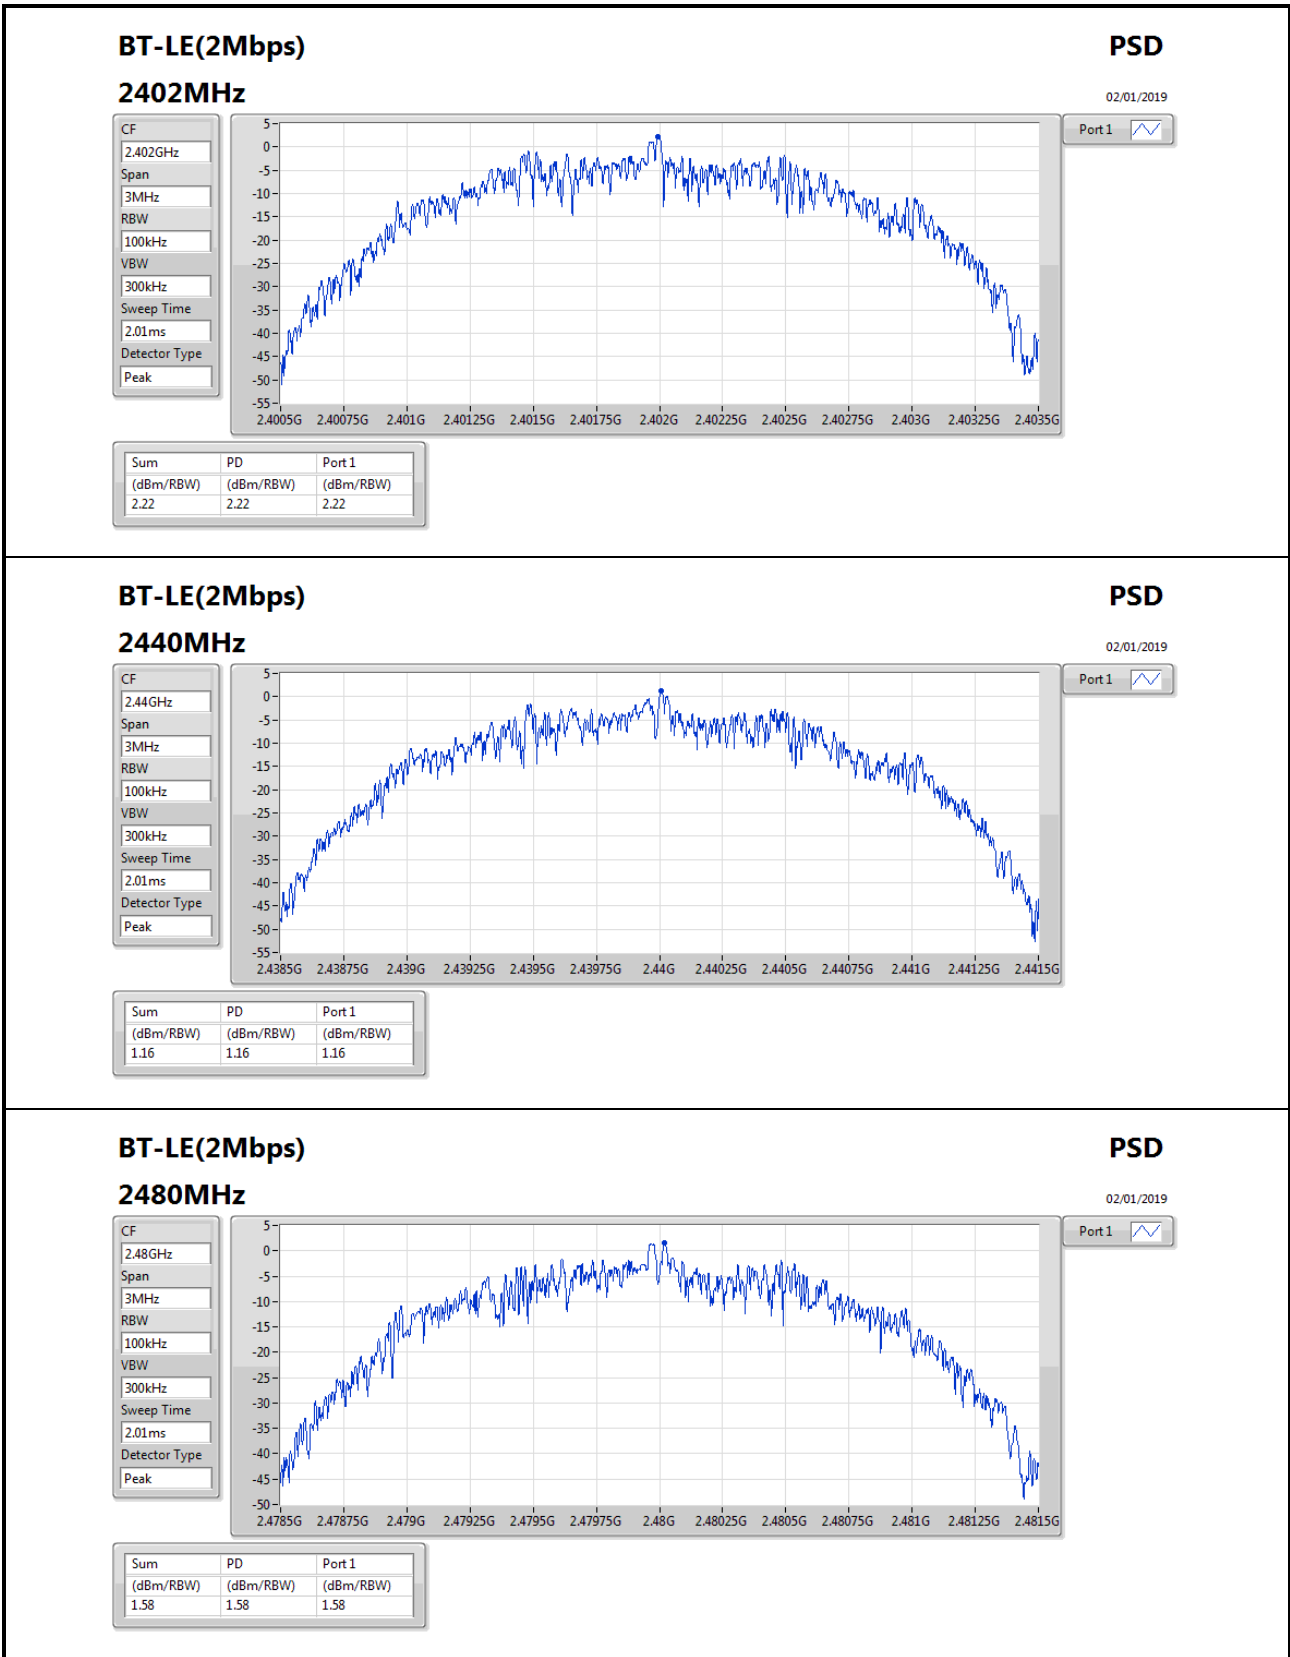 BT-LE(2Mbps) PSD
2402MHz 02/01/2019
CF
2.402GHz
Span
3MHz
RBW
100kHz
VBW
300kHz
Sweep Time
2.01ms
Detector Type
Peak
5
0
-5
-10
-15
-20
-25
-30
-35
-40
-45
-50
-55
2.4005G 2.40075G 2.401G 2.40125G 2.4015G 2.40175G 2.402G 2.40225G 2.4025G 2.40275G 2.403G 2.40325G 2.4035G
Port 1
Sum PD Port 1
(dBm/RBW) (dBm/RBW) (dBm/RBW)
2.22 2.22 2.22
BT-LE(2Mbps) PSD
2440MHz 02/01/2019
CF
2.44GHz
Span
3MHz
RBW
100kHz
VBW
300kHz
Sweep Time
2.01ms
Detector Type
Peak
5
0
-5
-10
-15
-20
-25
-30
-35
-40
-45
-50
-55
2.4385G 2.43875G 2.439G 2.43925G 2.4395G 2.43975G 2.44G 2.44025G 2.4405G 2.44075G 2.441G 2.44125G 2.4415G
Port 1
Sum PD Port 1
(dBm/RBW) (dBm/RBW) (dBm/RBW)
1.16 1.16 1.16
BT-LE(2Mbps) PSD
2480MHz 02/01/2019
CF
2.48GHz
Span
3MHz
RBW
100kHz
VBW
300kHz
Sweep Time
2.01ms
Detector Type
Peak
5
0
-5
-10
-15
-20
-25
-30
-35
-40
-45
-50
2.4785G 2.47875G 2.479G 2.47925G 2.4795G 2.47975G 2.48G 2.48025G 2.4805G 2.48075G 2.481G 2.48125G 2.4815G
Port 1
Sum PD Port 1
(dBm/RBW) (dBm/RBW) (dBm/RBW)
1.58 1.58 1.58